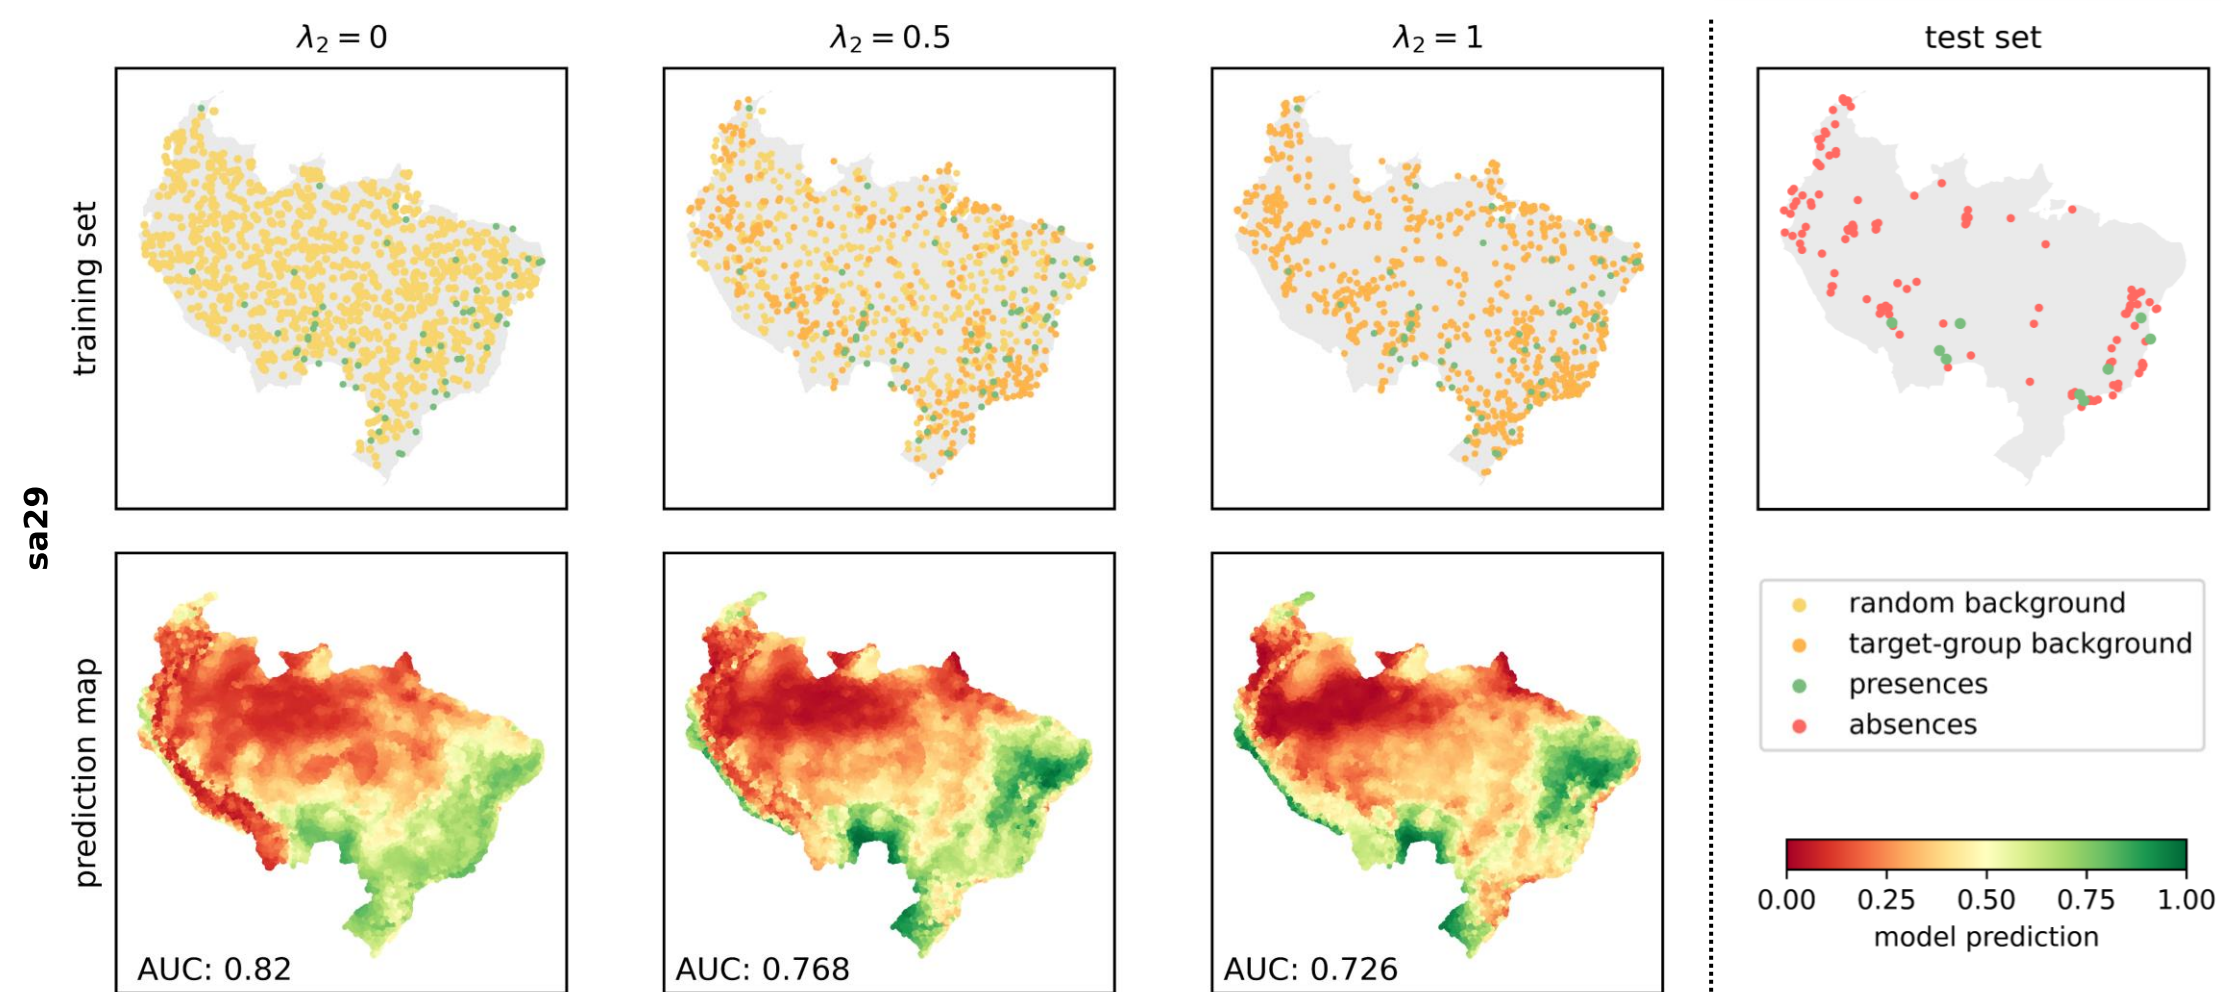 λ₂ = 0
λ₂ = 0.5
λ₂ = 1
test set
training set
sa29
random background
target-group background
presences
absences
prediction map
0.00 0.25 0.50 0.75 1.00
model prediction
AUC: 0.82
AUC: 0.768
AUC: 0.726